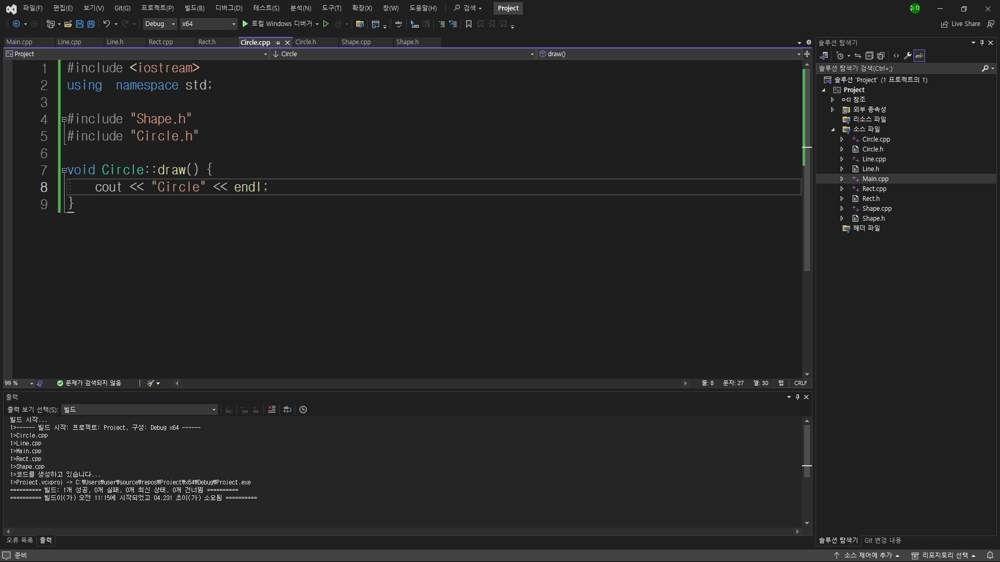 파일(F) 편집(E) 보기(V) Git(G) 프로젝트(P) 빌드(B) 디버그(D) 테스트(S) 분석(N) 도구(T) 확장(X) 창(W) 도움말(H) 검색 Project
Debug x64 로컬 Windows 디버거 Live Share
Main.cpp Line.cpp Line.h Rect.cpp Rect.h Circle.cpp Circle.h Shape.cpp Shape.h
Project Circle draw()
1 #include <iostream>
2 using  namespace std;
3
4 #include "Shape.h"
5 #include "Circle.h"
6
7 void Circle::draw() {
8 cout << "Circle" << endl;
9 }
99 % 문제가 검색되지 않음 줄: 8 문자: 27 열: 30 탭 CRLF
출력
출력 보기 선택(S): 빌드
빌드 시작...
1>------ 빌드 시작: 프로젝트: Project, 구성: Debug x64 ------
1>Circle.cpp
1>Line.cpp
1>Main.cpp
1>Rect.cpp
1>Shape.cpp
1>코드를 생성하고 있습니다...
1>Project.vcxproj -> C:₩Users₩user₩source₩repos₩Project₩x64₩Debug₩Project.exe
========== 빌드: 1개 성공, 0개 실패, 0개 최신 상태, 0개 건너뜀 ==========
========== 빌드이(가) 오전 11:15에 시작되었고 04.231 초이(가) 소요됨 ==========
오류 목록 출력
솔루션 탐색기
솔루션 탐색기 검색(Ctrl+;)
솔루션 'Project' (1 프로젝트의 1)
Project
참조
외부 종속성
리소스 파일
소스 파일
Circle.cpp
Circle.h
Line.cpp
Line.h
Main.cpp
Rect.cpp
Rect.h
Shape.cpp
Shape.h
헤더 파일
솔루션 탐색기 Git 변경 내용
준비 소스 제어에 추가 리포지토리 선택